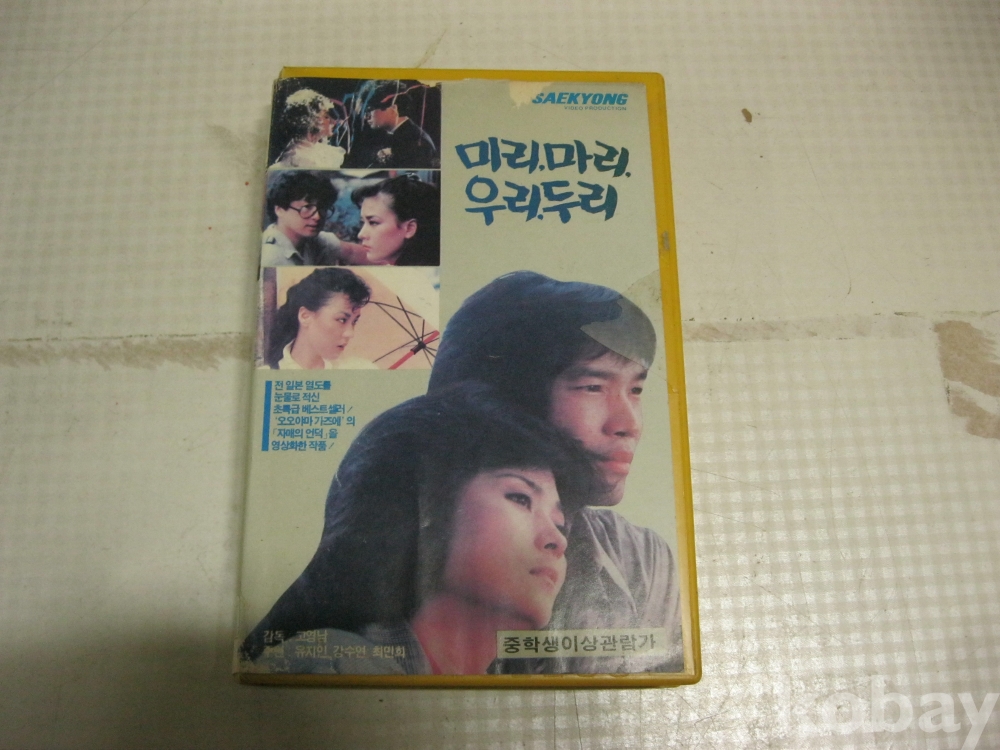 SAEKYONG
VIDEO PRODUCTION
미리.마리.
우리.두리
전 일본 열도를
눈물로 적신
초특급 베스트셀러/
'오오야마 가즈에'의
「자매의 언덕」을
영상화한 작품/
감독 고영남
유지인 강수연 최민희
중학생이상관람가
obay